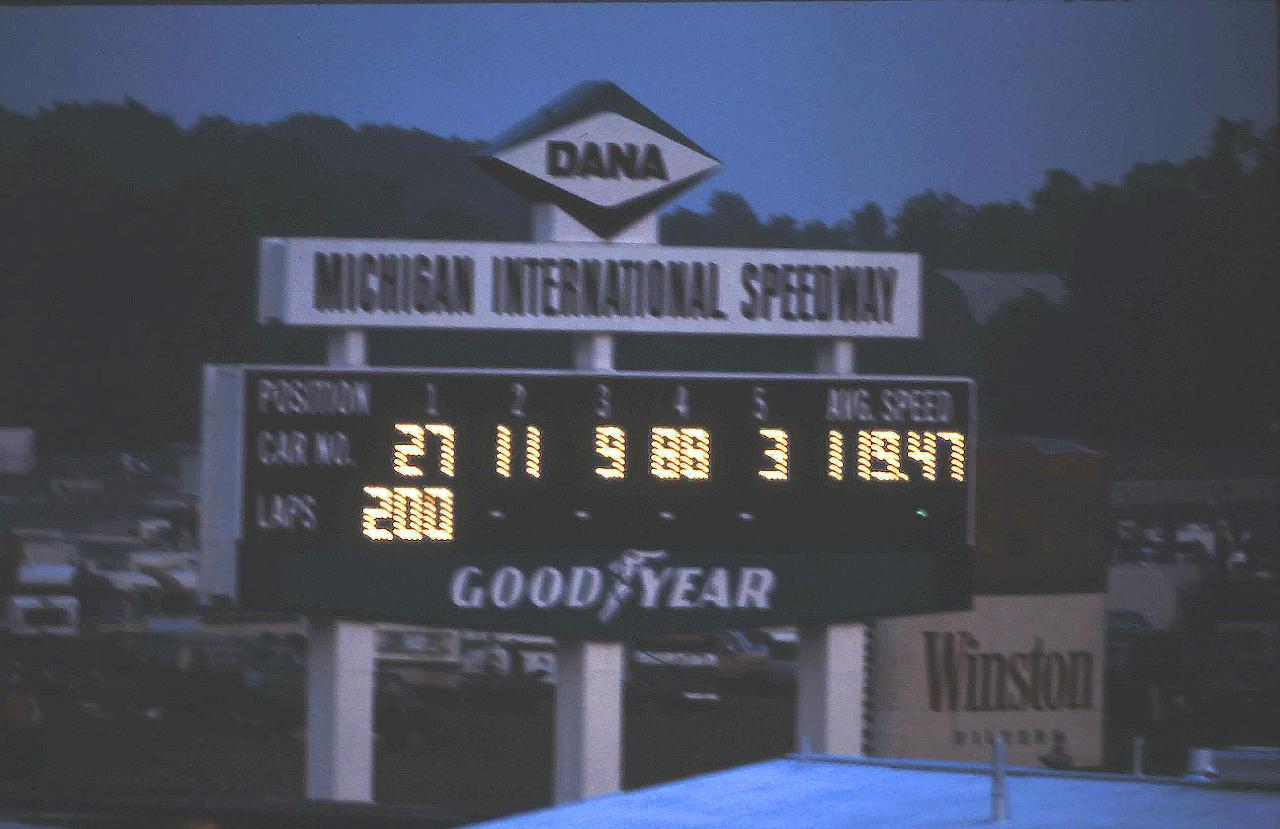 DANA
MICHIGAN INTERNATIONAL SPEEDWAY
POSITION 1 2 3 4 5 AVG. SPEED
CAR NO. 27 11 9 88 3 118.47
LAPS 200 - - - -
GOODYEAR
Winston
FILTERS